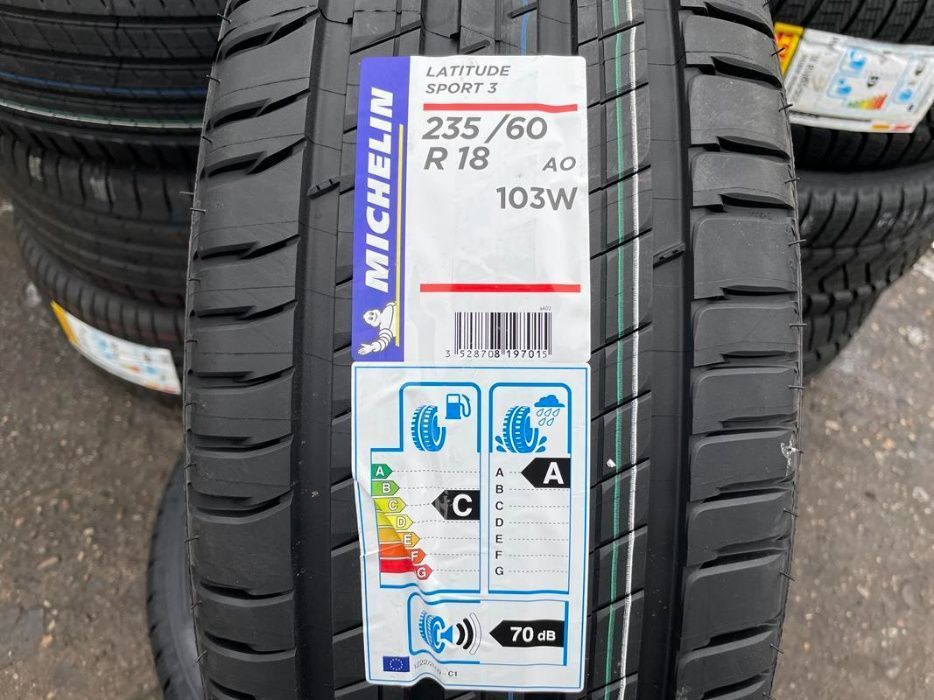 MICHELIN
LATITUDE
SPORT 3
235 /60
R 18 AO
103W
3 528708 197015
A
B
C
D
E
F
G
C
A
B
C
D
E
F
G
A
70 dB